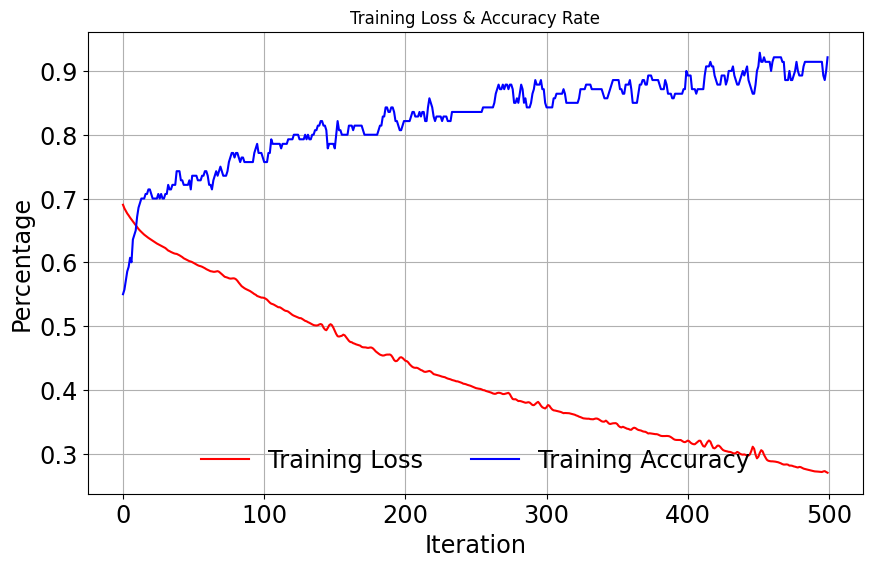 Training Loss & Accuracy Rate
Percentage
0.9
0.8
0.7
0.6
0.5
0.4
0.3
Training Loss
Training Accuracy
0 100 200 300 400 500
Iteration